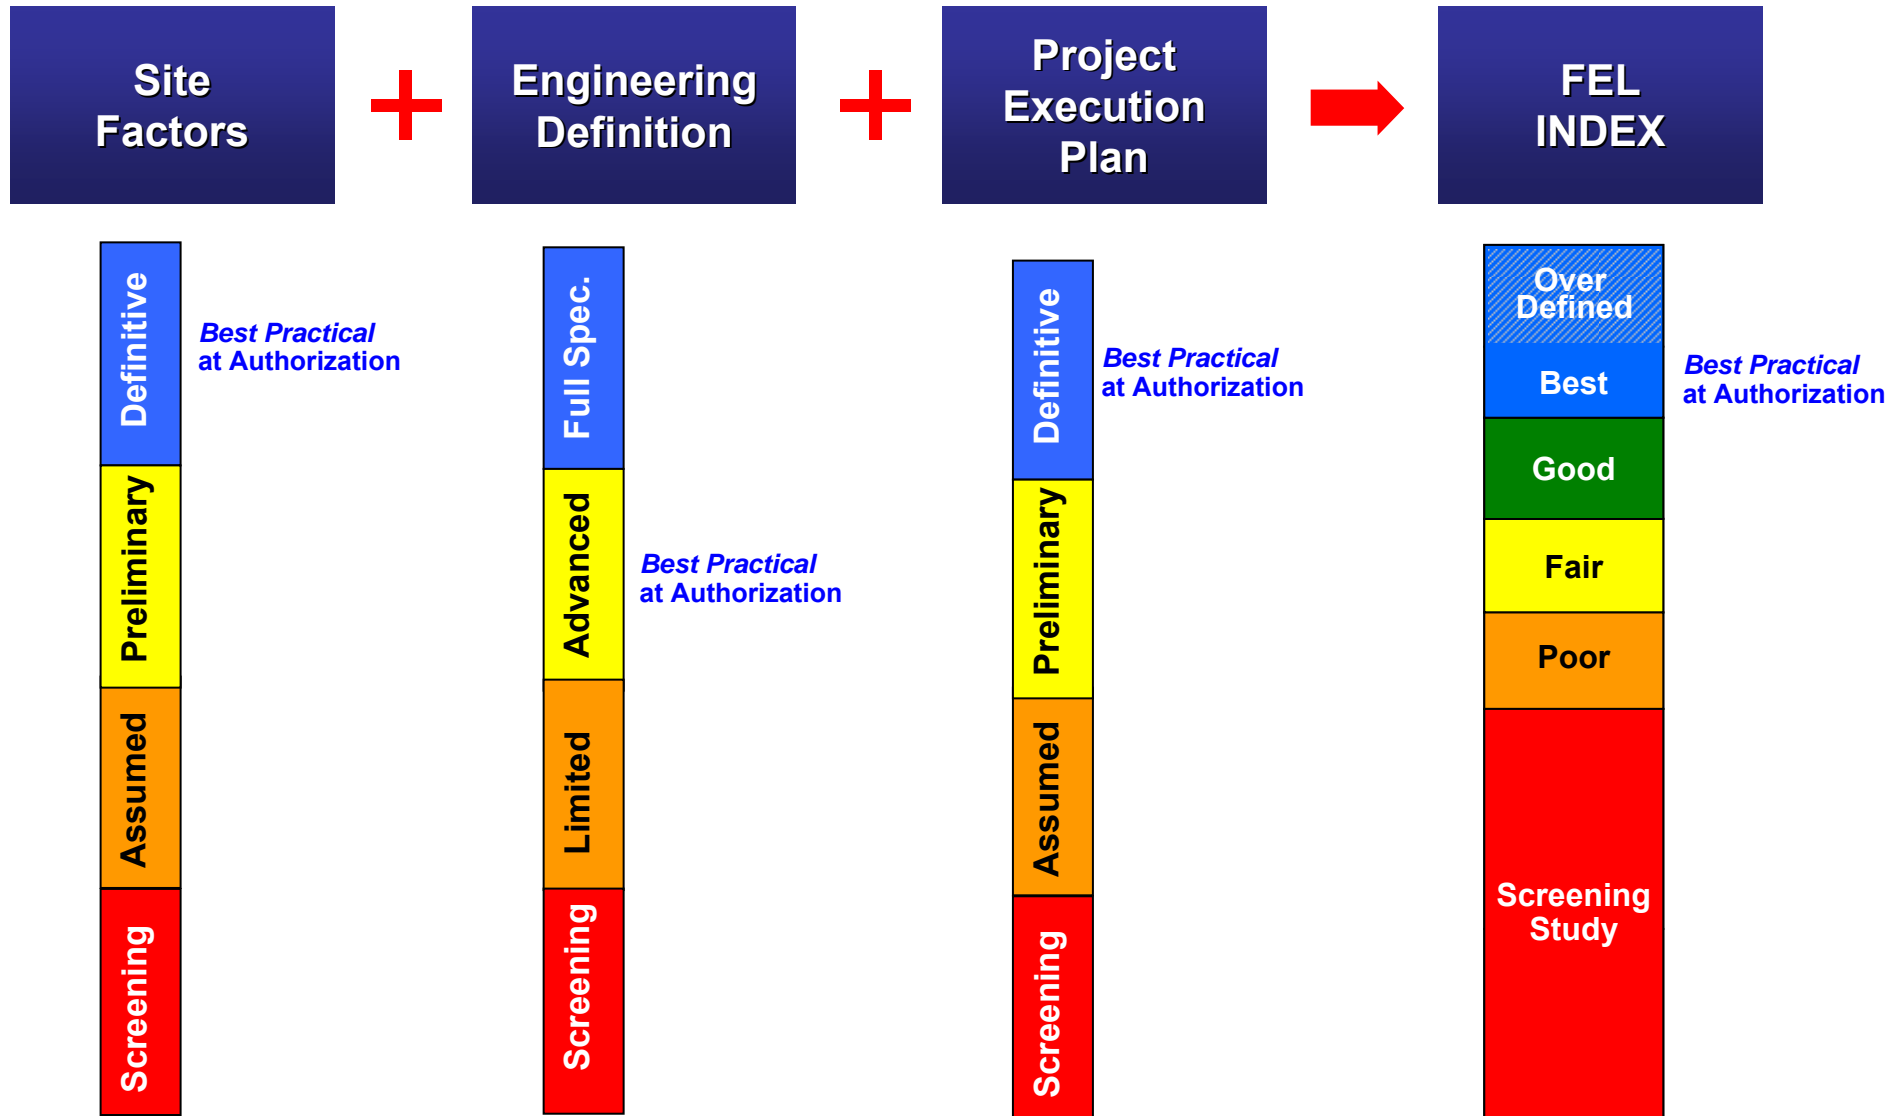 Site
Factors
Engineering
Definition
Project
Execution
Plan
FEL
INDEX
Definitive
Preliminary
Assumed
Screening
Best Practical
at Authorization
Full Spec.
Advanced
Limited
Screening
Best Practical
at Authorization
Definitive
Preliminary
Assumed
Screening
Best Practical
at Authorization
Over
Defined
Best
Good
Fair
Poor
Screening
Study
Best Practical
at Authorization